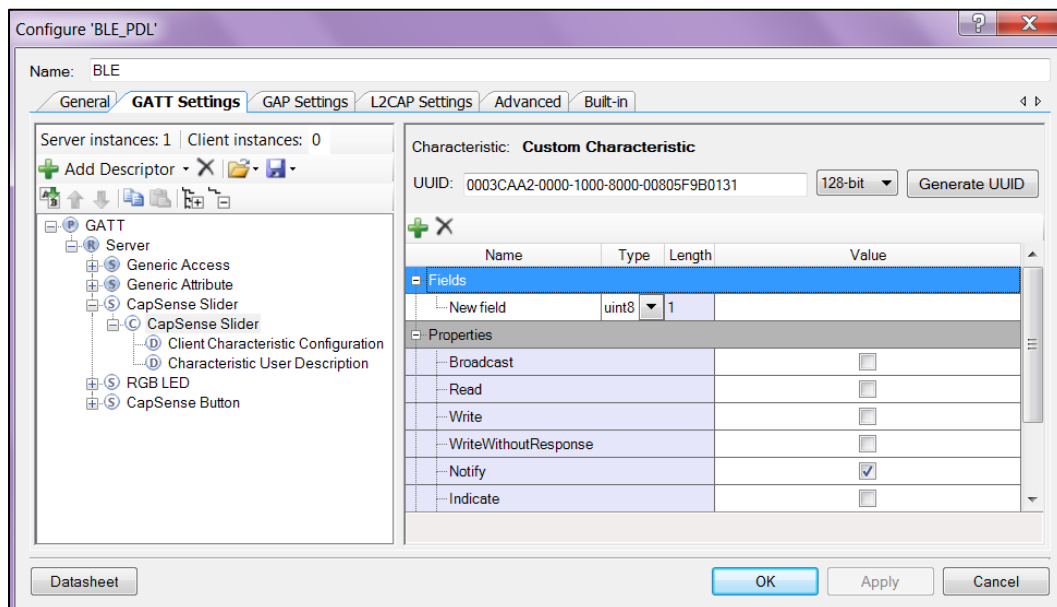 Configure 'BLE_PDL'
Name: BLE
General GATT Settings GAP Settings L2CAP Settings Advanced Built-in
Server instances: 1 Client instances: 0
Add Descriptor
GATT
Server
Generic Access
Generic Attribute
CapSense Slider
CapSense Slider
Client Characteristic Configuration
Characteristic User Description
RGB LED
CapSense Button
Characteristic: Custom Characteristic
UUID: 0003CAA2-0000-1000-8000-00805F9B0131 128-bit Generate UUID
Name Type Length Value
Fields
New field uint8 1
Properties
Broadcast
Read
Write
WriteWithoutResponse
Notify
Indicate
Datasheet OK Apply Cancel